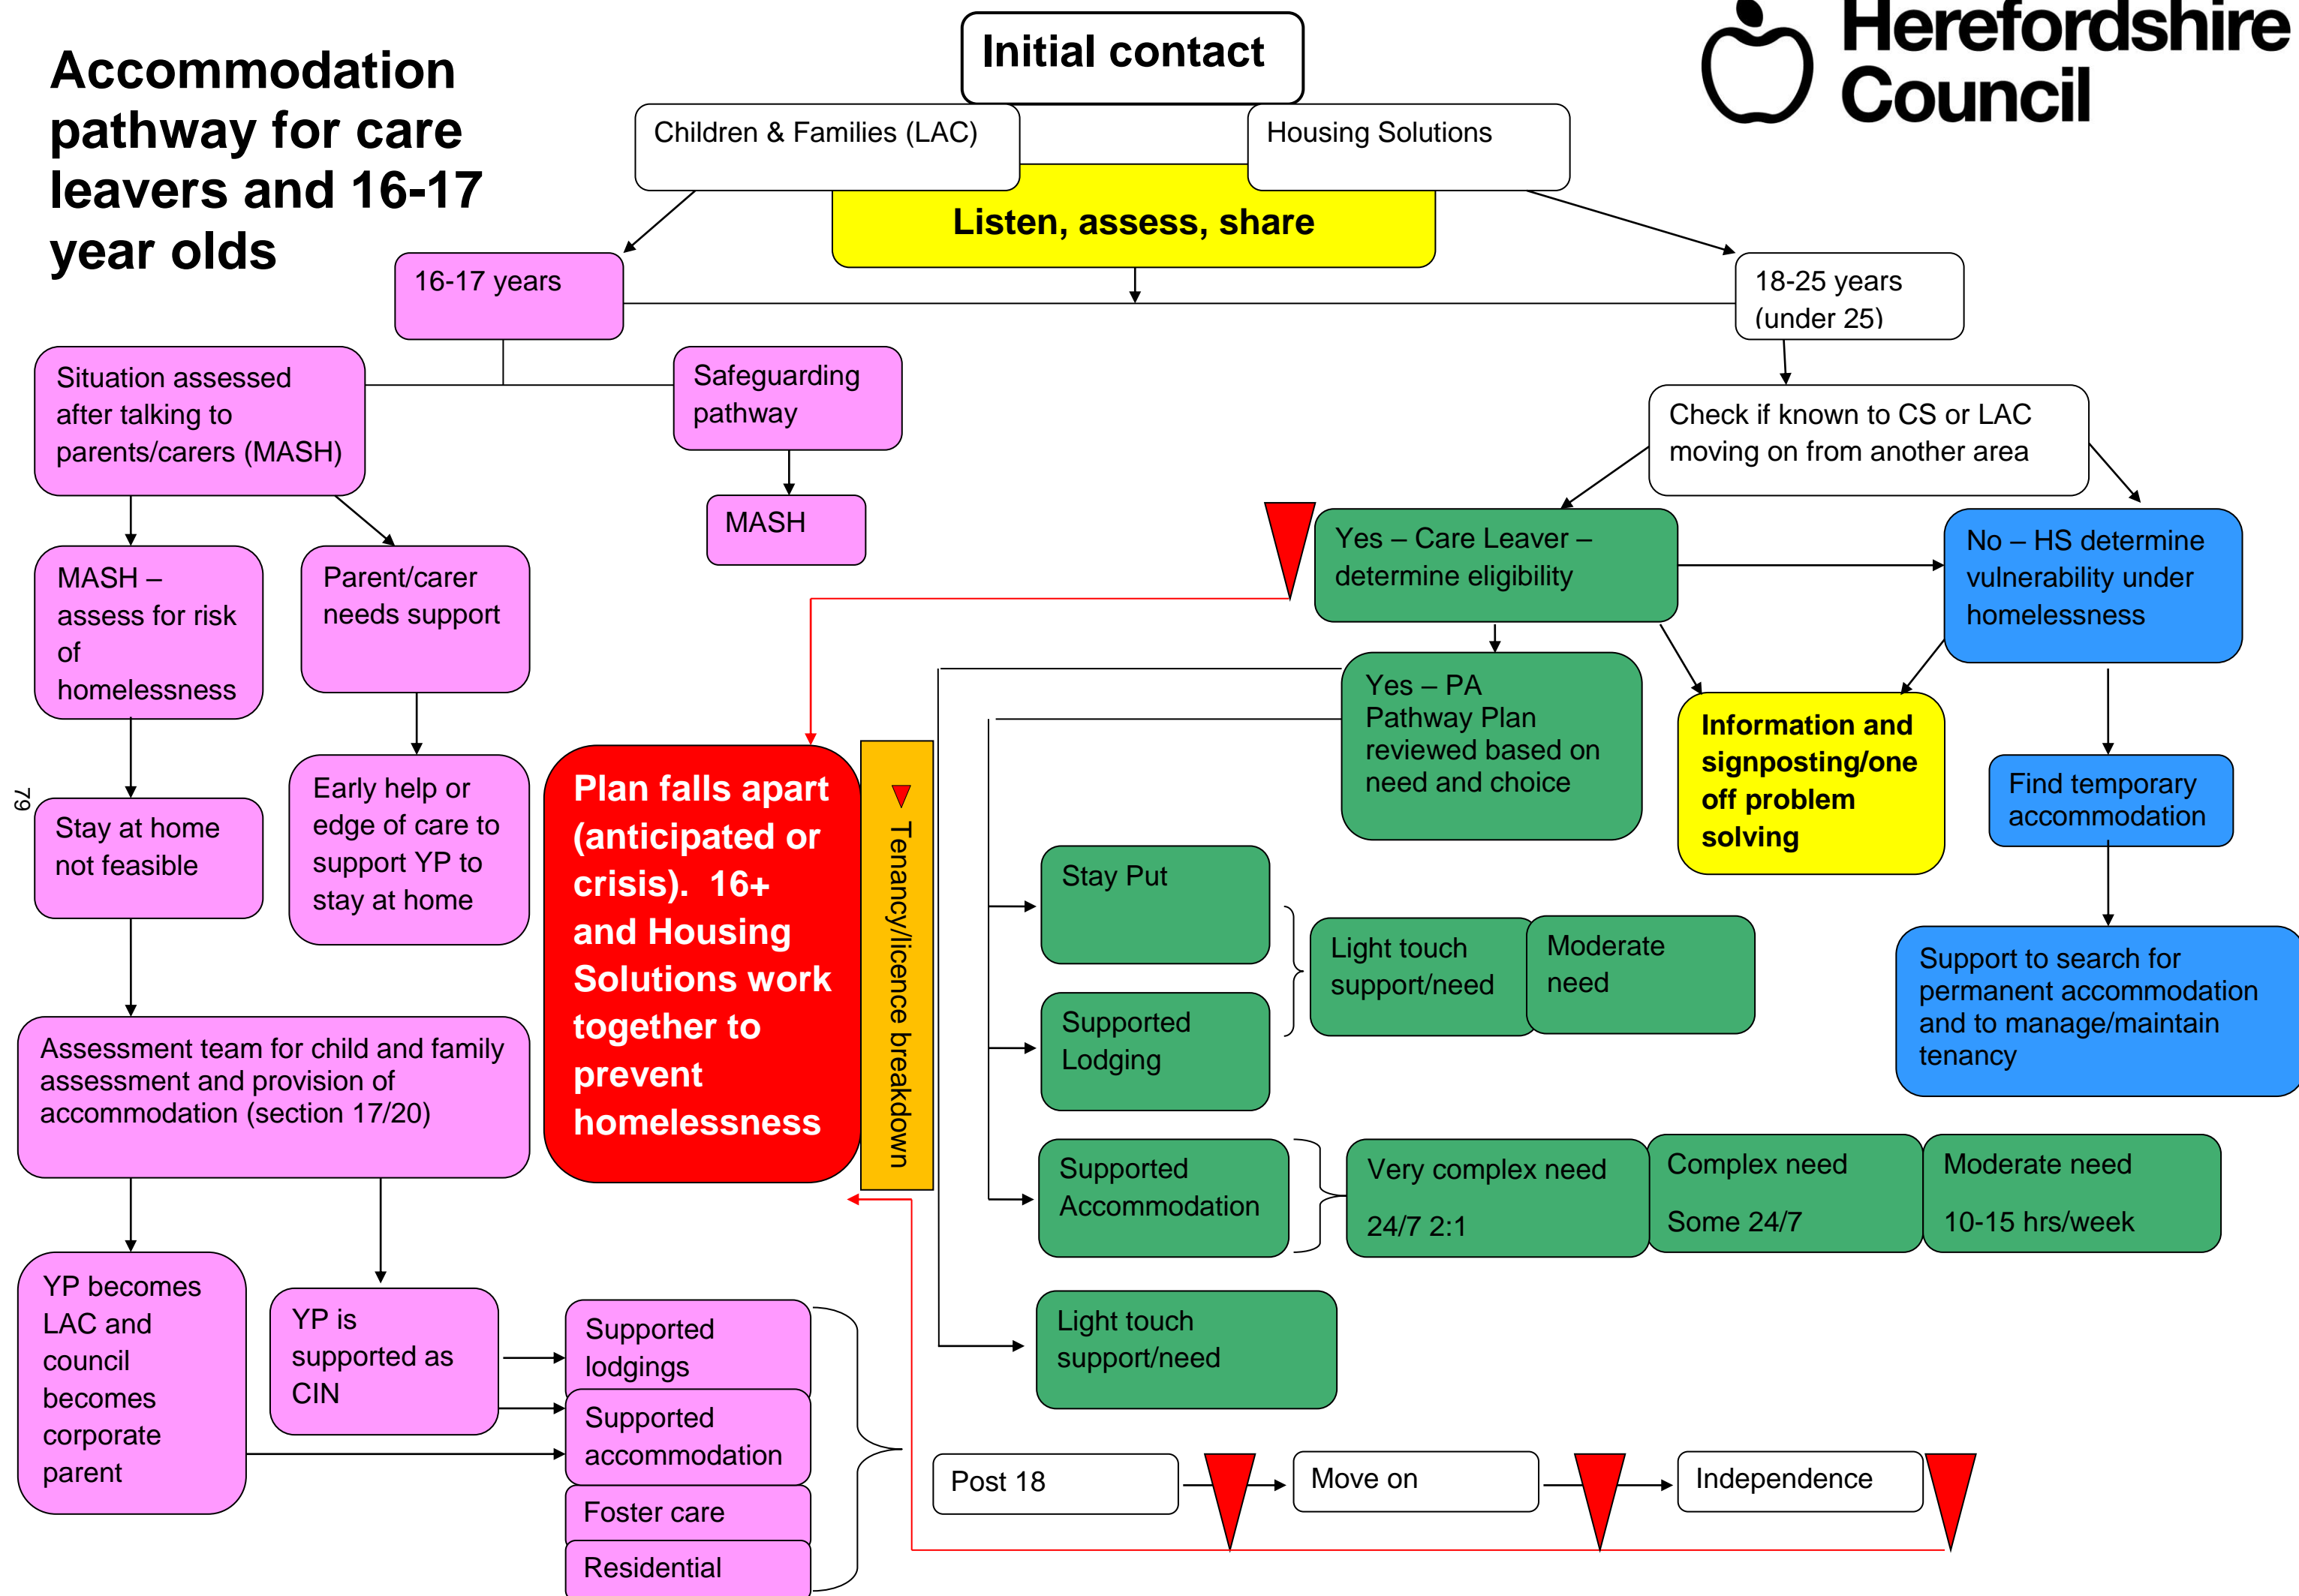 Accommodation
pathway for care
leavers and 16-17
year olds
Initial contact
Herefordshire
Council
Children & Families (LAC)
Housing Solutions
Listen, assess, share
16-17 years
18-25 years
(under 25)
Situation assessed
after talking to
parents/carers (MASH)
Safeguarding
pathway
MASH
Check if known to CS or LAC
moving on from another area
MASH –
assess for risk
of
homelessness
Parent/carer
needs support
Yes – Care Leaver –
determine eligibility
No – HS determine
vulnerability under
homelessness
Yes – PA
Pathway Plan
reviewed based on
need and choice
Information and
signposting/one
off problem
solving
Find temporary
accommodation
Support to search for
permanent accommodation
and to manage/maintain
tenancy
79
Stay at home
not feasible
Early help or
edge of care to
support YP to
stay at home
Plan falls apart
(anticipated or
crisis).  16+
and Housing
Solutions work
together to
prevent
homelessness
Tenancy/licence breakdown
Stay Put
Supported
Lodging
Light touch
support/need
Moderate
need
Supported
Accommodation
Very complex need
24/7 2:1
Complex need
Some 24/7
Moderate need
10-15 hrs/week
Light touch
support/need
Assessment team for child and family
assessment and provision of
accommodation (section 17/20)
YP becomes
LAC and
council
becomes
corporate
parent
YP is
supported as
CIN
Supported
lodgings
Supported
accommodation
Foster care
Residential
Post 18
Move on
Independence